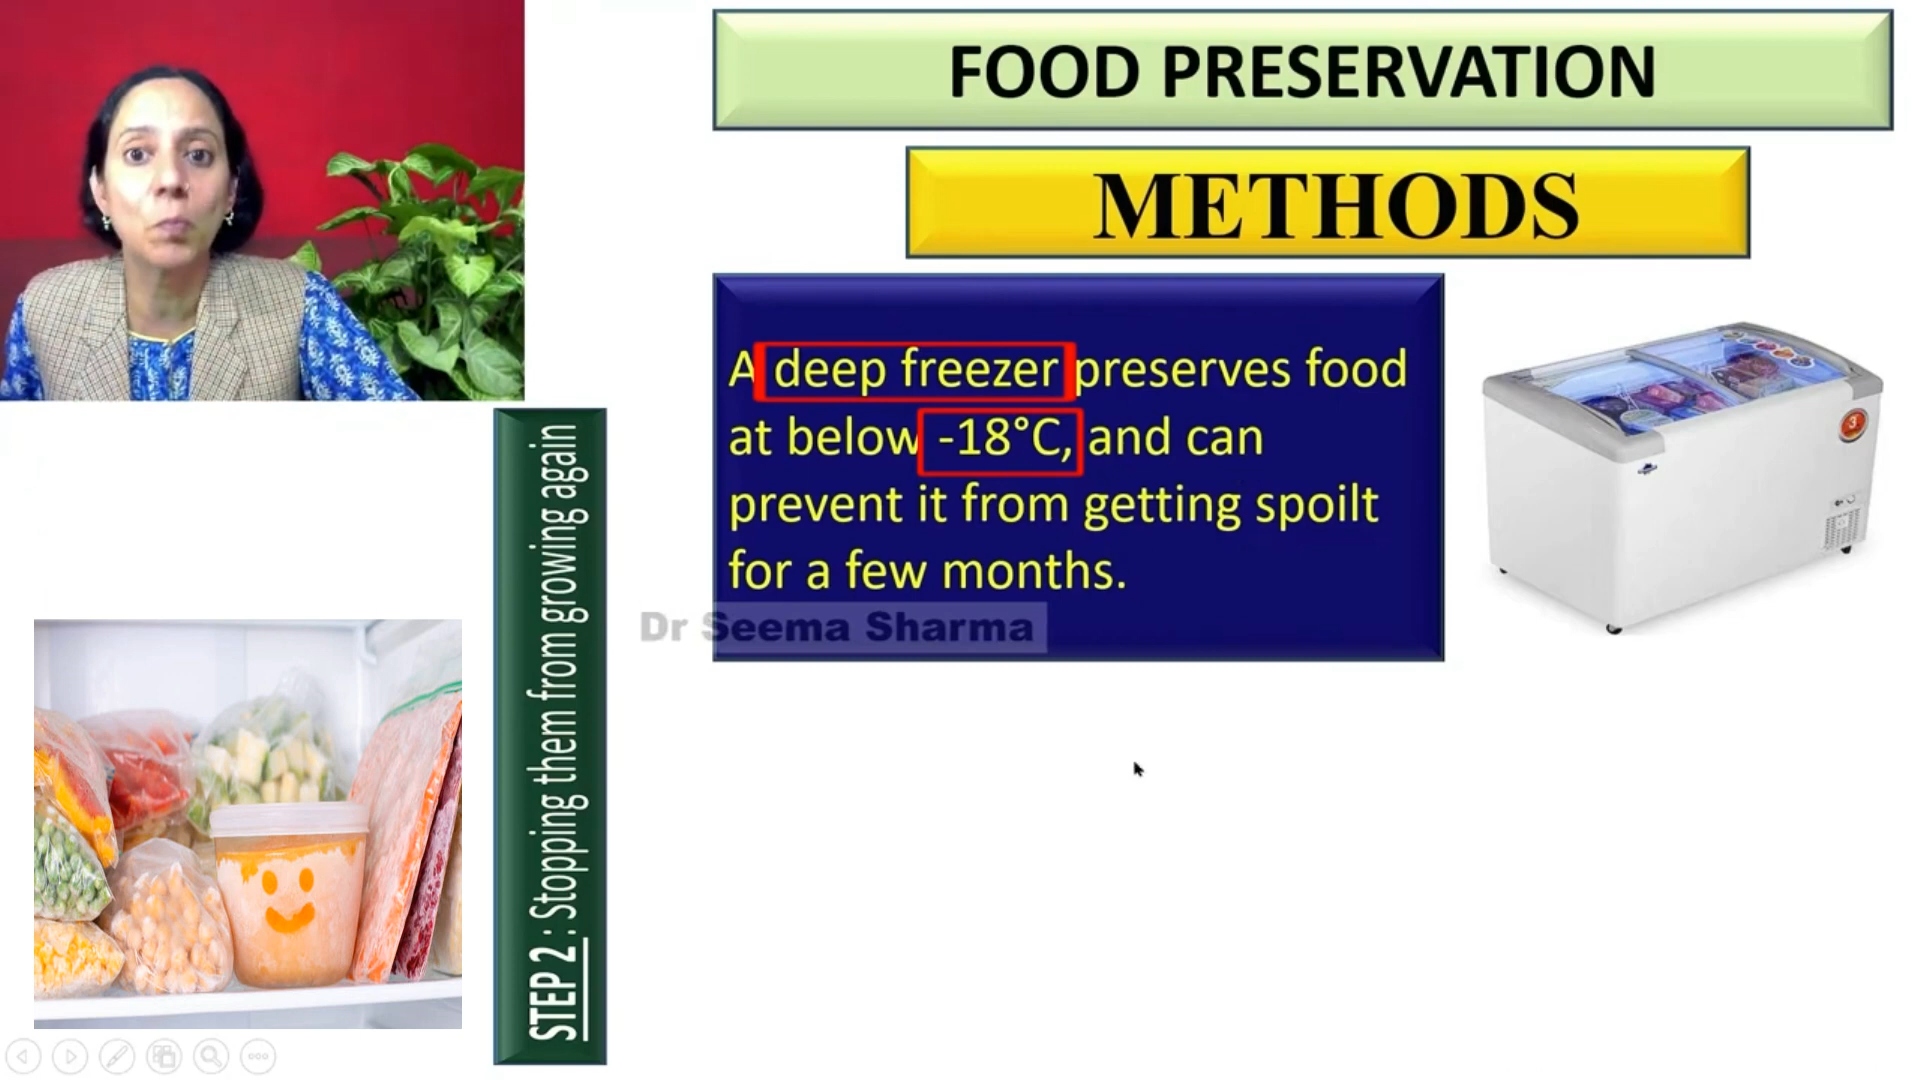 FOOD PRESERVATION
METHODS
A deep freezer preserves food
at below -18°C, and can
prevent it from getting spoilt
for a few months.
Dr Seema Sharma
STEP 2 : Stopping them from growing again
3